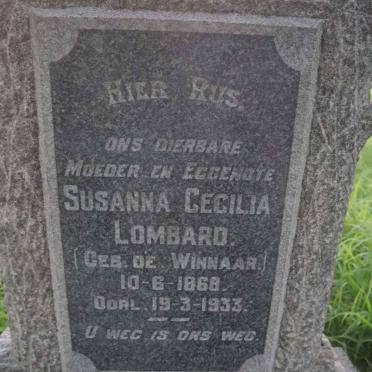 HIER RUS.
ONS DIERBARE
MOEDER EN EGGENOTE
SUSANNA CECILIA
LOMBARD.
(GEB. DE WINNAAR.)
10-6-1868.
OORL. 19-3-1933.
U WEG IS ONS WEG.